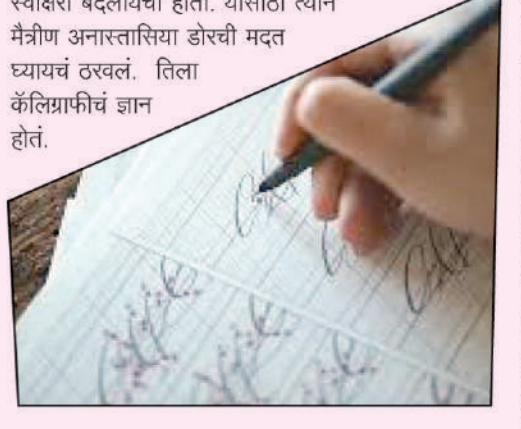 स्वाक्षरी बदलायची होती. यासाठी त्याने
मैत्रीण अनास्तासिया डोरची मदत
घ्यायचं ठरवलं. तिला
कॅलिग्राफीचं ज्ञान
होतं.